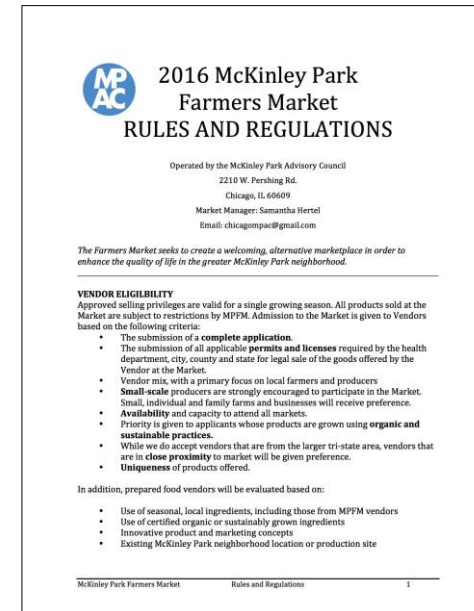 MP
AC
2016 McKinley Park
Farmers Market
RULES AND REGULATIONS
Operated by the McKinley Park Advisory Council
2210 W. Pershing Rd.
Chicago, IL 60609
Market Manager: Samantha Hertel
Email: chicagompac@gmail.com
The Farmers Market seeks to create a welcoming, alternative marketplace in order to
enhance the quality of life in the greater McKinley Park neighborhood.
VENDOR ELIGILBILITY
Approved selling privileges are valid for a single growing season. All products sold at the
Market are subject to restrictions by MPFM. Admission to the Market is given to Vendors
based on the following criteria:
• The submission of a complete application.
• The submission of all applicable permits and licenses required by the health
department, city, county and state for legal sale of the goods offered by the
Vendor at the Market.
• Vendor mix, with a primary focus on local farmers and producers
• Small-scale producers are strongly encouraged to participate in the Market.
Small, individual and family farms and businesses will receive preference.
• Availability and capacity to attend all markets.
• Priority is given to applicants whose products are grown using organic and
sustainable practices.
• While we do accept vendors that are from the larger tri-state area, vendors that
are in close proximity to market will be given preference.
• Uniqueness of products offered.
In addition, prepared food vendors will be evaluated based on:
• Use of seasonal, local ingredients, including those from MPFM vendors
• Use of certified organic or sustainably grown ingredients
• Innovative product and marketing concepts
• Existing McKinley Park neighborhood location or production site
McKinley Park Farmers Market Rules and Regulations 1